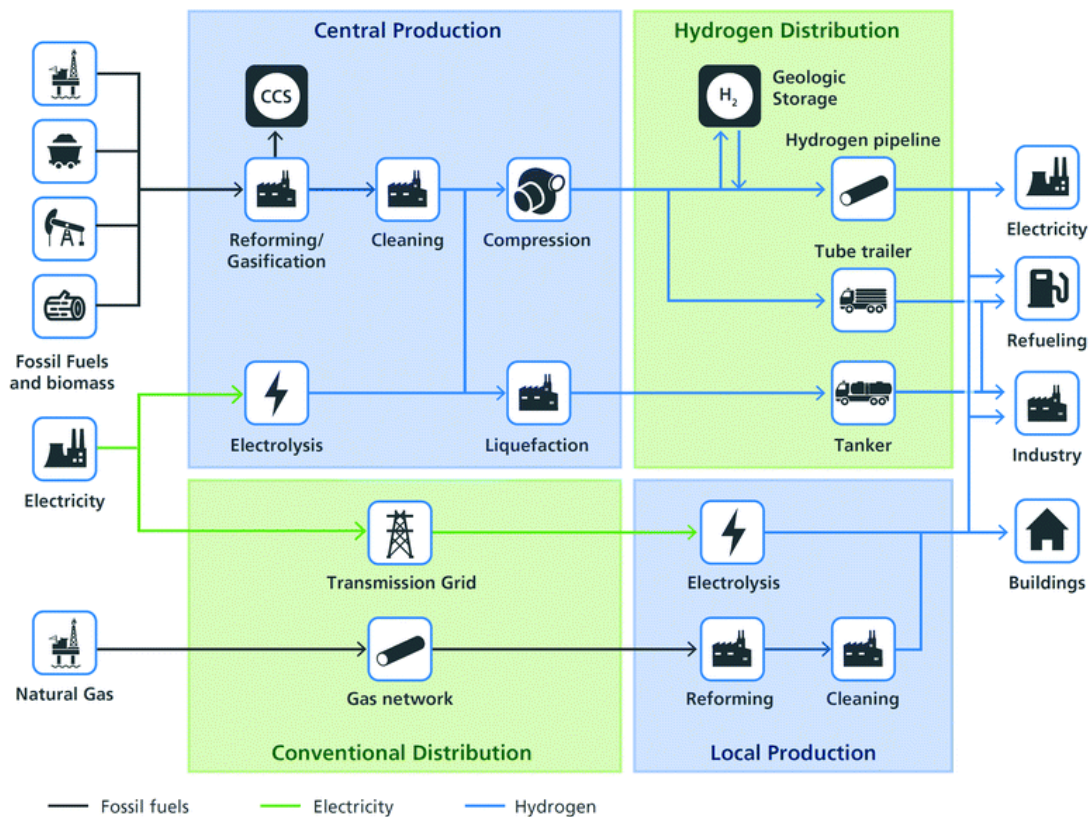 Central Production
Hydrogen Distribution
CCS
H₂
Geologic
Storage
Hydrogen pipeline
Reforming/
Gasification
Cleaning
Compression
Electricity
Tube trailer
Refueling
Fossil Fuels
and biomass
Electrolysis
Liquefaction
Tanker
Industry
Electricity
Transmission Grid
Electrolysis
Buildings
Natural Gas
Gas network
Reforming
Cleaning
Conventional Distribution
Local Production
Fossil fuels
Electricity
Hydrogen